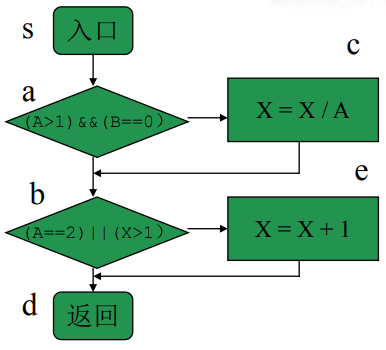 s
入口
c
a
(A>1)&&(B==0)
X = X / A
e
b
(A==2)||(X>1)
X = X + 1
d
返回